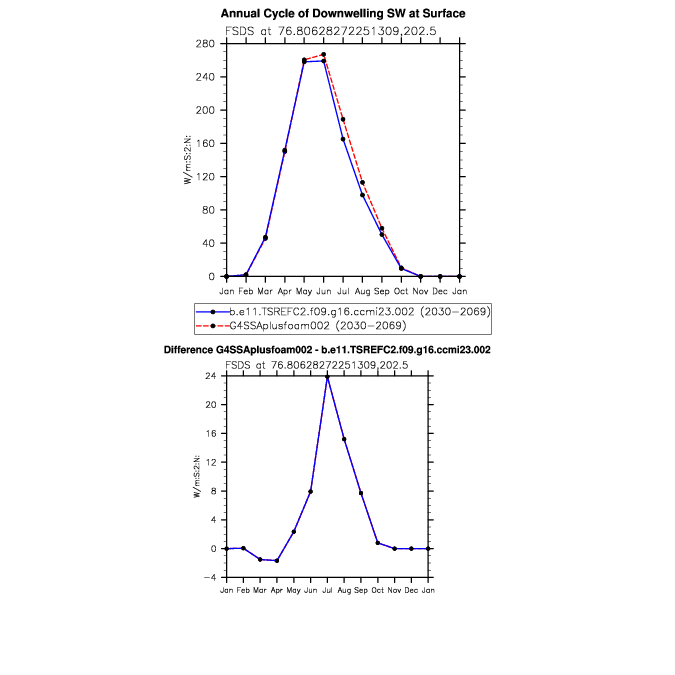 Annual Cycle of Downwelling SW at Surface
FSDS at 76.80628272251309,202.5
280
240
200
160
120
80
40
0
W/m:S:2:N:
Jan Feb Mar Apr May Jun Jul Aug Sep Oct Nov Dec Jan
b.e11.TSREFC2.f09.g16.ccmi23.002 (2030-2069)
G4SSAplusfoam002 (2030-2069)
Difference G4SSAplusfoam002 - b.e11.TSREFC2.f09.g16.ccmi23.002
FSDS at 76.80628272251309,202.5
24
20
16
12
8
4
0
-4
W/m:S:2:N:
Jan Feb Mar Apr May Jun Jul Aug Sep Oct Nov Dec Jan